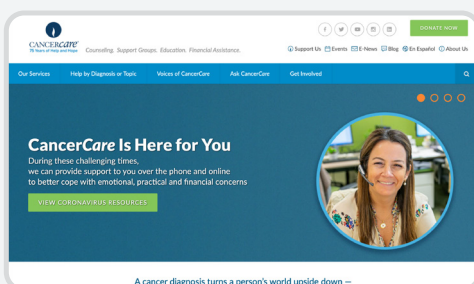 DONATE NOW
CANCERcare®
75 Years of Help and Hope
Counseling. Support Groups. Education. Financial Assistance.
Support Us Events E-News Blog En Español About Us
Our Services Help by Diagnosis or Topic Voices of CancerCare Ask CancerCare Get Involved
CancerCare Is Here for You
During these challenging times,
we can provide support to you over the phone and online
to better cope with emotional, practical and financial concerns
VIEW CORONAVIRUS RESOURCES
A cancer diagnosis turns a person's world upside down —